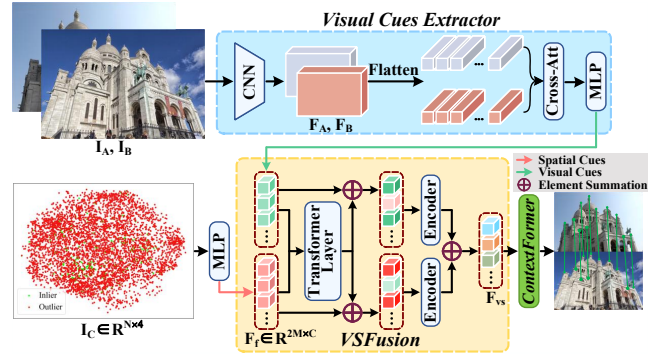 Visual Cues Extractor
CNN
Flatten
...
...
Cross-Att
MLP
F_A, F_B
I_A, I_B
Spatial Cues
Visual Cues
Element Summation
Inlier
Outlier
MLP
Transformer
Layer
Encoder
Encoder
ContextFormer
F_vs
I_C∈R^{N×4}
F_f∈R^{2M×C}
VSFusion